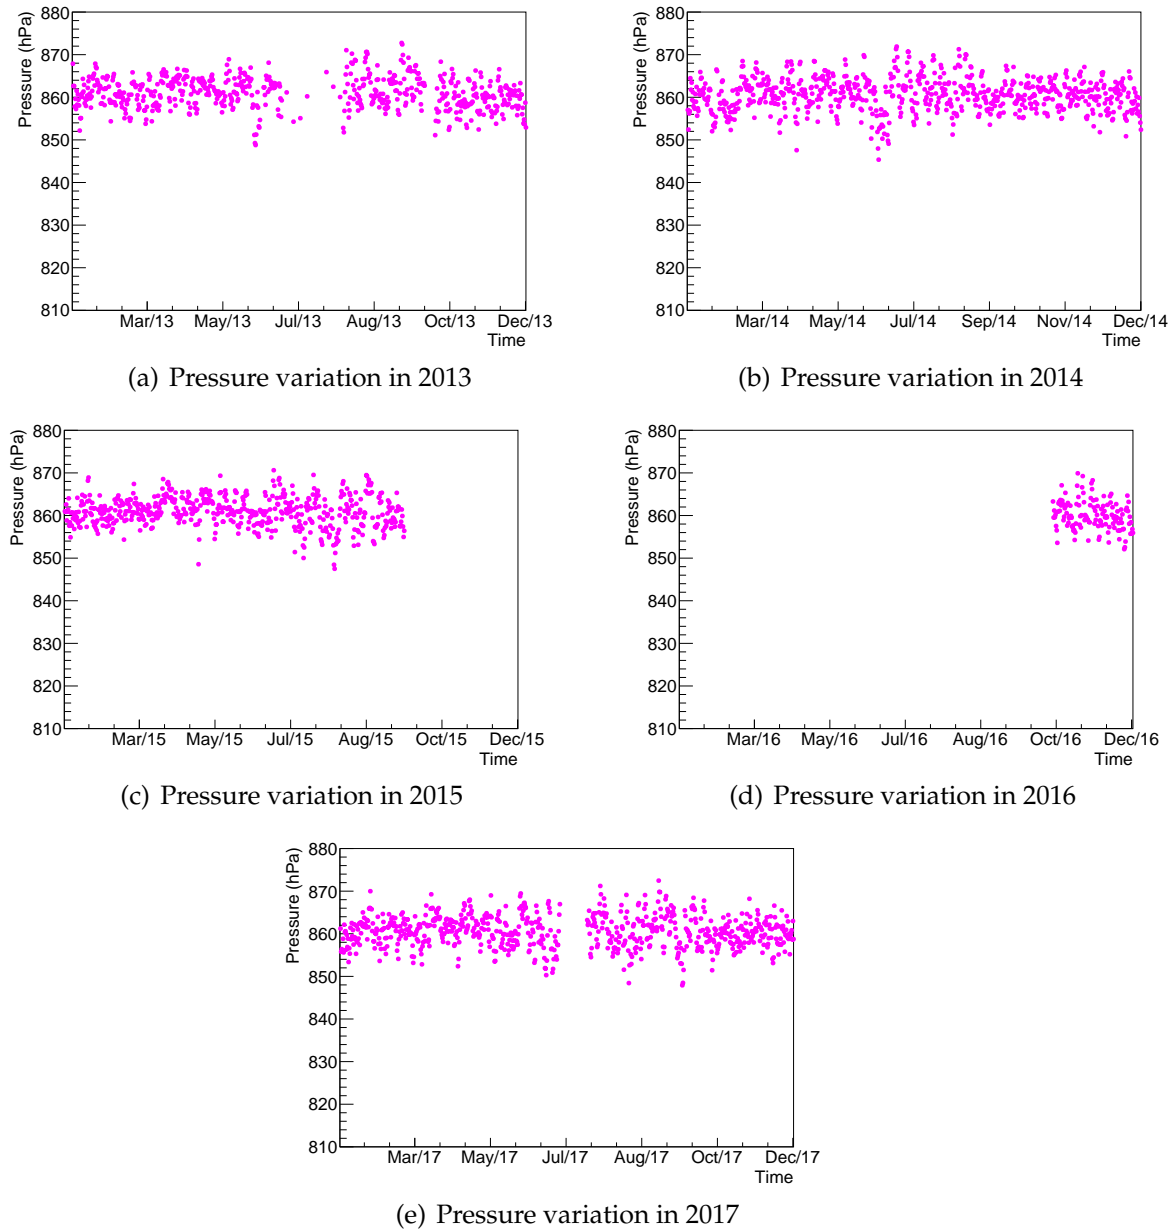 880
870
860
850
840
830
820
810
Pressure (hPa)
Mar/13 May/13 Jul/13 Aug/13 Oct/13 Dec/13
Time
(a) Pressure variation in 2013
880
870
860
850
840
830
820
810
Pressure (hPa)
Mar/14 May/14 Jul/14 Sep/14 Nov/14 Dec/14
Time
(b) Pressure variation in 2014
880
870
860
850
840
830
820
810
Pressure (hPa)
Mar/15 May/15 Jul/15 Aug/15 Oct/15 Dec/15
Time
(c) Pressure variation in 2015
880
870
860
850
840
830
820
810
Pressure (hPa)
Mar/16 May/16 Jul/16 Aug/16 Oct/16 Dec/16
Time
(d) Pressure variation in 2016
880
870
860
850
840
830
820
810
Pressure (hPa)
Mar/17 May/17 Jul/17 Aug/17 Oct/17 Dec/17
Time
(e) Pressure variation in 2017